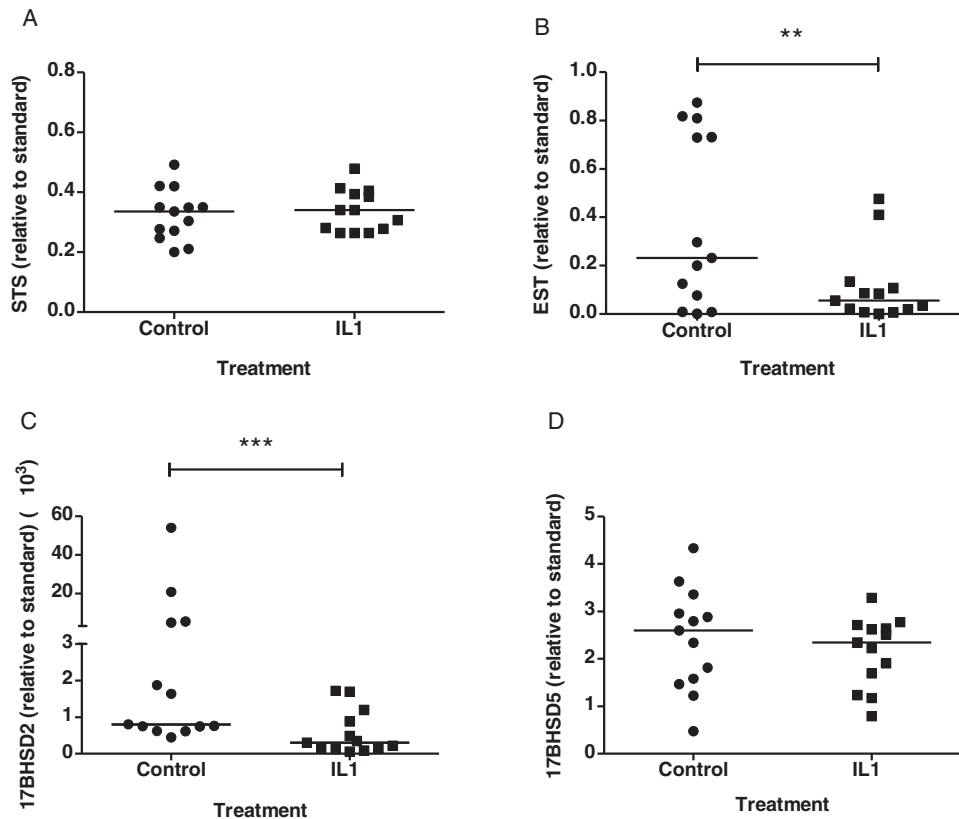 A
STS (relative to standard)
0.8
0.6
0.4
0.2
0.0
Control IL1
Treatment
B
**
EST (relative to standard)
1.0
0.8
0.6
0.4
0.2
0.0
Control IL1
Treatment
C
***
17BHSD2 (relative to standard) ( 10³)
60
40
20
3
2
1
0
Control IL1
Treatment
D
17BHSD5 (relative to standard)
5
4
3
2
1
0
Control IL1
Treatment